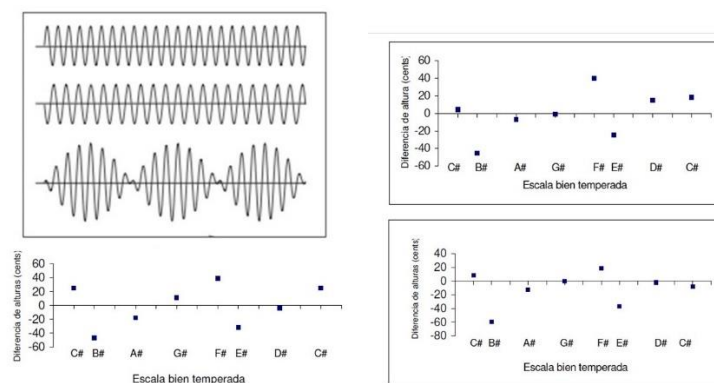 60
40
20
0
-20
-40
-60
Diferencia de altura (cents)
C# B# A# G# F# E# D# C#
Escala bien temperada
60
40
20
0
-20
-40
-60
Diferencia de alturas (cents)
C# B# A# G# F# E# D# C#
Escala bien temperada
40
20
0
-20
-40
-60
-80
Diferencia de alturas (cents)
C# B# A# G# F# E# D# C#
Escala bien temperada